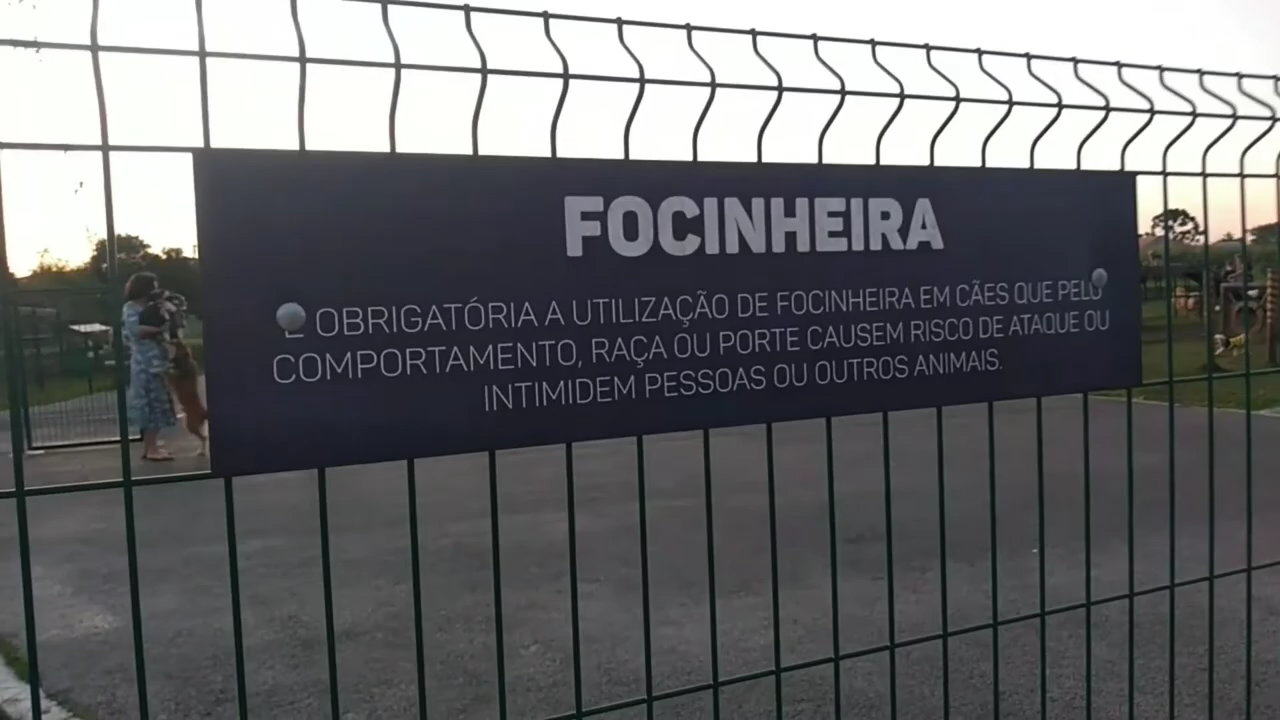 FOCINHEIRA
É OBRIGATÓRIA A UTILIZAÇÃO DE FOCINHEIRA EM CÃES QUE PELO
COMPORTAMENTO, RAÇA OU PORTE CAUSEM RISCO DE ATAQUE OU
INTIMIDEM PESSOAS OU OUTROS ANIMAIS.